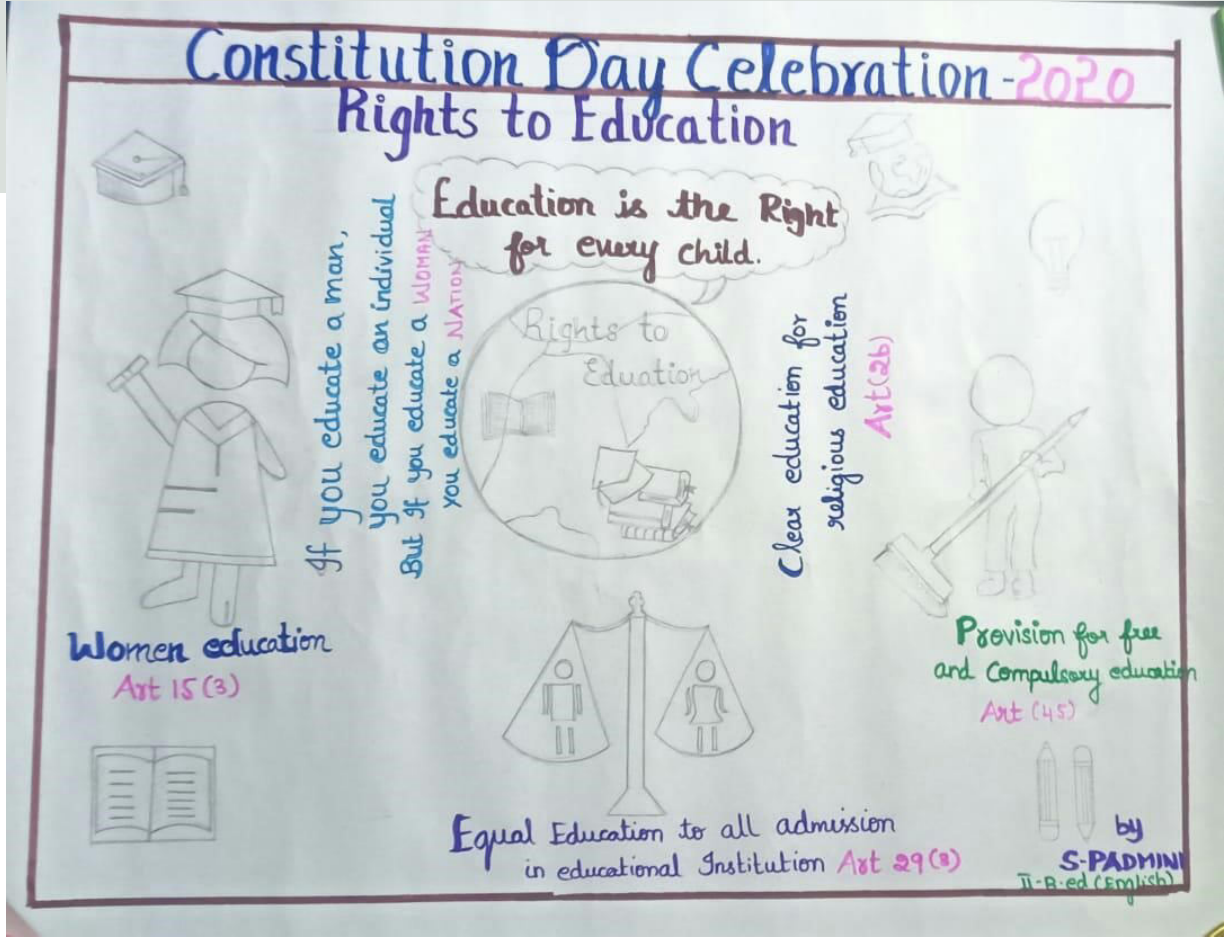 Constitution Day Celebration-2020
Rights to Education
Education is the Right
for every child.
If you educate a man,
you educate an individual
But If you educate a WOMAN
you educate a NATION
Rights to
Eduation
Clear education for
religious education
Art(26)
Women education
Art 15(3)
Provision for free
and Compulsory education
Art (45)
Equal Education to all admission
in educational Institution Art 29(2)
by
S-PADMINI
II-B.ed (English)